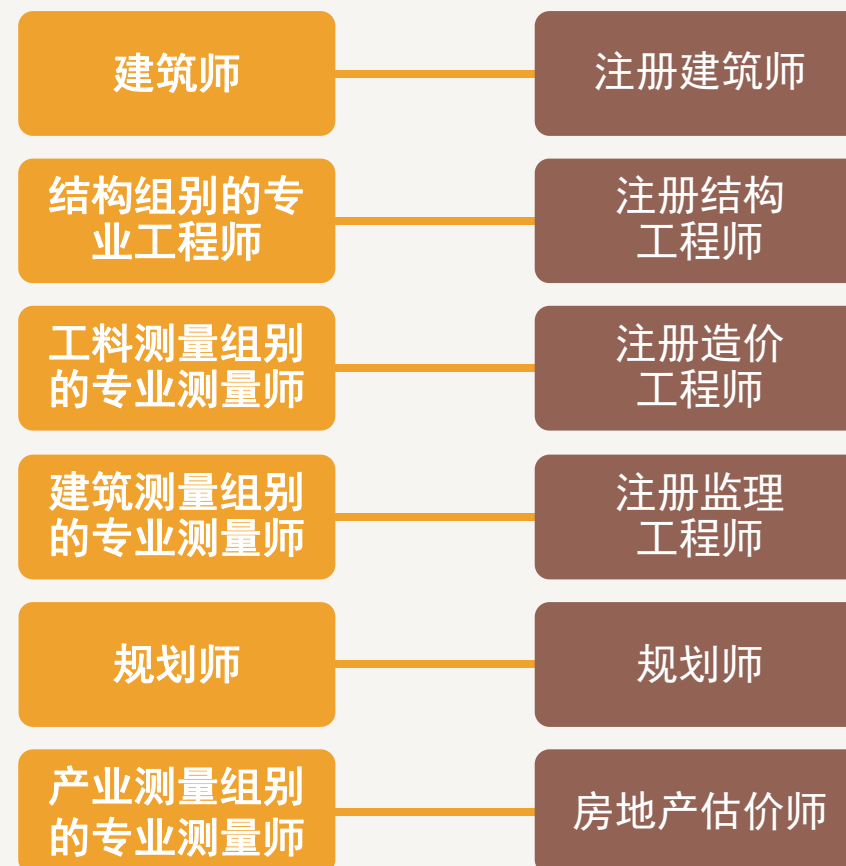 建筑师
注册建筑师
结构组别的专
业工程师
注册结构
工程师
工料测量组别
的专业测量师
注册造价
工程师
建筑测量组别
的专业测量师
注册监理
工程师
规划师
规划师
产业测量组别
的专业测量师
房地产估价师